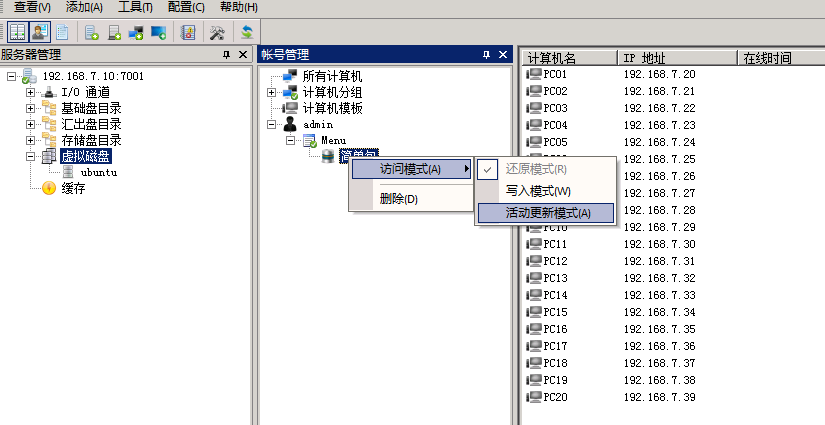 查看(V) 添加(A) 工具(T) 配置(C) 帮助(H)
服务器管理
192.168.7.10:7001
I/O 通道
基础盘目录
汇出盘目录
存储盘目录
虚拟磁盘
ubuntu
缓存
帐号管理
所有计算机
计算机分组
计算机模板
admin
Menu
访问模式(A)
删除(D)
还原模式(R)
写入模式(W)
活动更新模式(A)
计算机名 IP 地址 在线时间
PC01 192.168.7.20
PC02 192.168.7.21
PC03 192.168.7.22
PC04 192.168.7.23
PC05 192.168.7.24
192.168.7.25
192.168.7.26
192.168.7.27
192.168.7.28
PC10 192.168.7.29
PC11 192.168.7.30
PC12 192.168.7.31
PC13 192.168.7.32
PC14 192.168.7.33
PC15 192.168.7.34
PC16 192.168.7.35
PC17 192.168.7.36
PC18 192.168.7.37
PC19 192.168.7.38
PC20 192.168.7.39